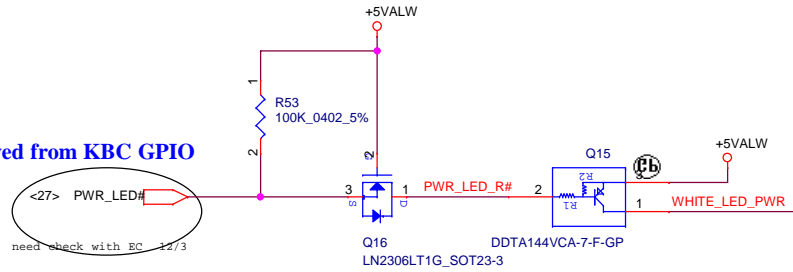 +5VALW
1
R53
100K_0402_5%
2
ved from KBC GPIO
<27> PWR_LED#
need check with EC 12/3
G 2
3 S
1 D
PWR_LED_R#
Q16
LN2306LT1G_SOT23-3
Q15
+5VALW
2
R1
R2
3
1
WHITE_LED_PWR
DDTA144VCA-7-F-GP